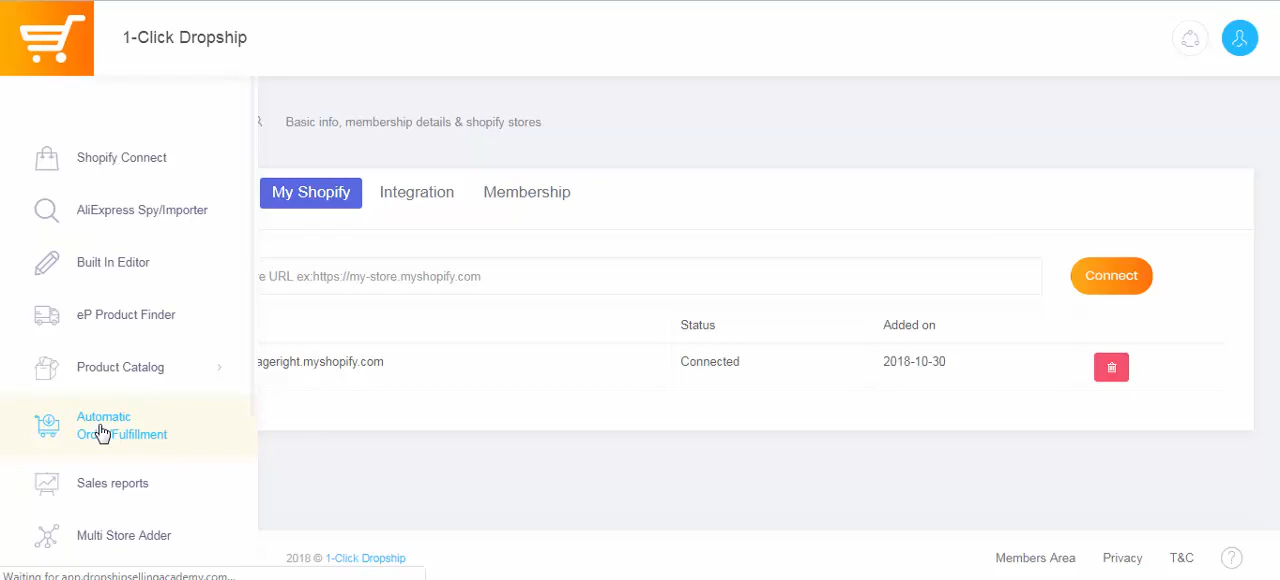 1-Click Dropship
Basic info, membership details & shopify stores
Shopify Connect
AliExpress Spy/Importer
Built In Editor
eP Product Finder
Product Catalog
Automatic
Fulfillment
Sales reports
Multi Store Adder
My Shopify
Integration
Membership
URL ex:https://my-store.myshopify.com
Connect
Status
Added on
ageright.myshopify.com
Connected
2018-10-30
2018 © 1-Click Dropship
Members Area
Privacy
T&C
?
Waiting for app.dropshipsellingacademy.com...